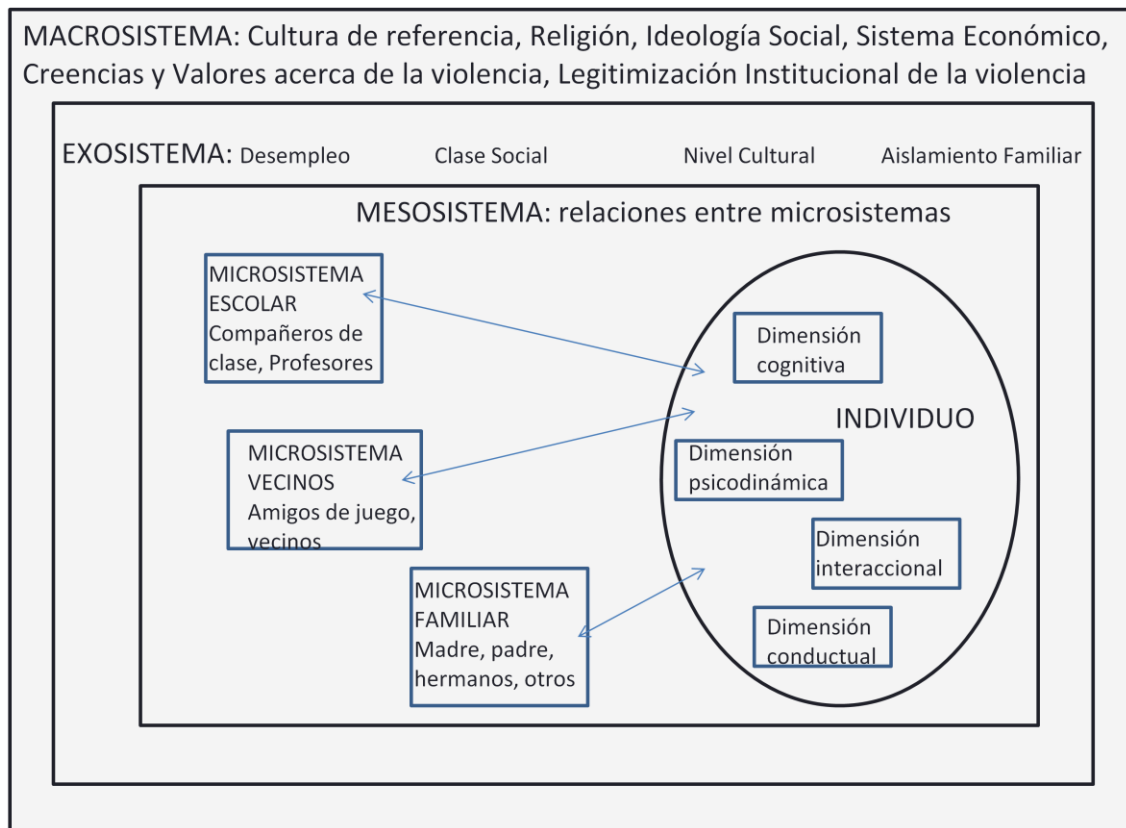 MACROSISTEMA: Cultura de referencia, Religión, Ideología Social, Sistema Económico,
Creencias y Valores acerca de la violencia, Legitimización Institucional de la violencia
EXOSISTEMA: Desempleo Clase Social Nivel Cultural Aislamiento Familiar
MESOSISTEMA: relaciones entre microsistemas
MICROSISTEMA
ESCOLAR
Compañeros de
clase, Profesores
MICROSISTEMA
VECINOS
Amigos de juego,
vecinos
MICROSISTEMA
FAMILIAR
Madre, padre,
hermanos, otros
INDIVIDUO
Dimensión
cognitiva
Dimensión
psicodinámica
Dimensión
interaccional
Dimensión
conductual